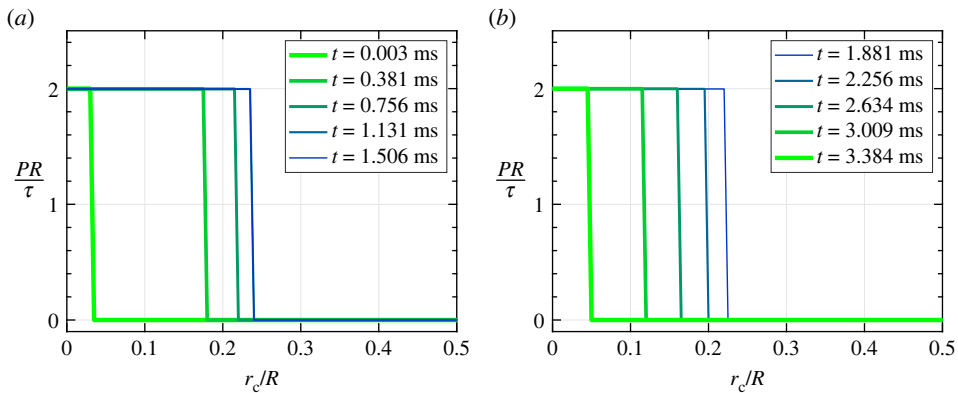 (a)
t = 0.003 ms
t = 0.381 ms
t = 0.756 ms
t = 1.131 ms
t = 1.506 ms
2
1
0
PR
τ
0 0.1 0.2 0.3 0.4 0.5
r_c/R
(b)
t = 1.881 ms
t = 2.256 ms
t = 2.634 ms
t = 3.009 ms
t = 3.384 ms
2
1
0
PR
τ
0 0.1 0.2 0.3 0.4 0.5
r_c/R